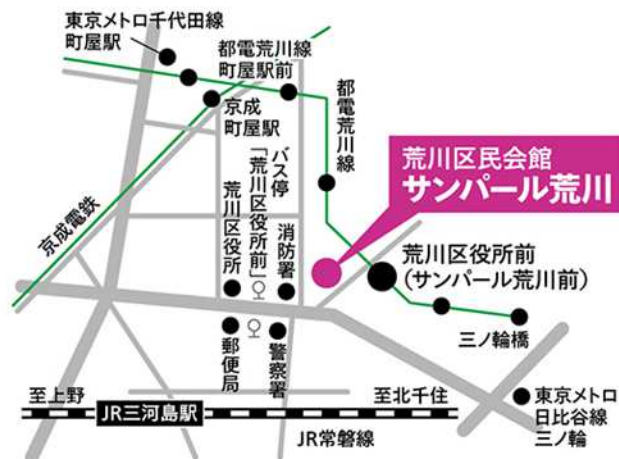 東京メトロ千代田線
町屋駅
都電荒川線
町屋駅前
京成
町屋駅
都電荒川線
京成電鉄
荒川区民会館
サンパール荒川
荒川区役所
バス停
「荒川区役所前」
消防署
荒川区役所前
(サンパール荒川前)
三ノ輪橋
郵便局
警察署
至上野
至北千住
JR三河島駅
JR常磐線
東京メトロ
日比谷線
三ノ輪